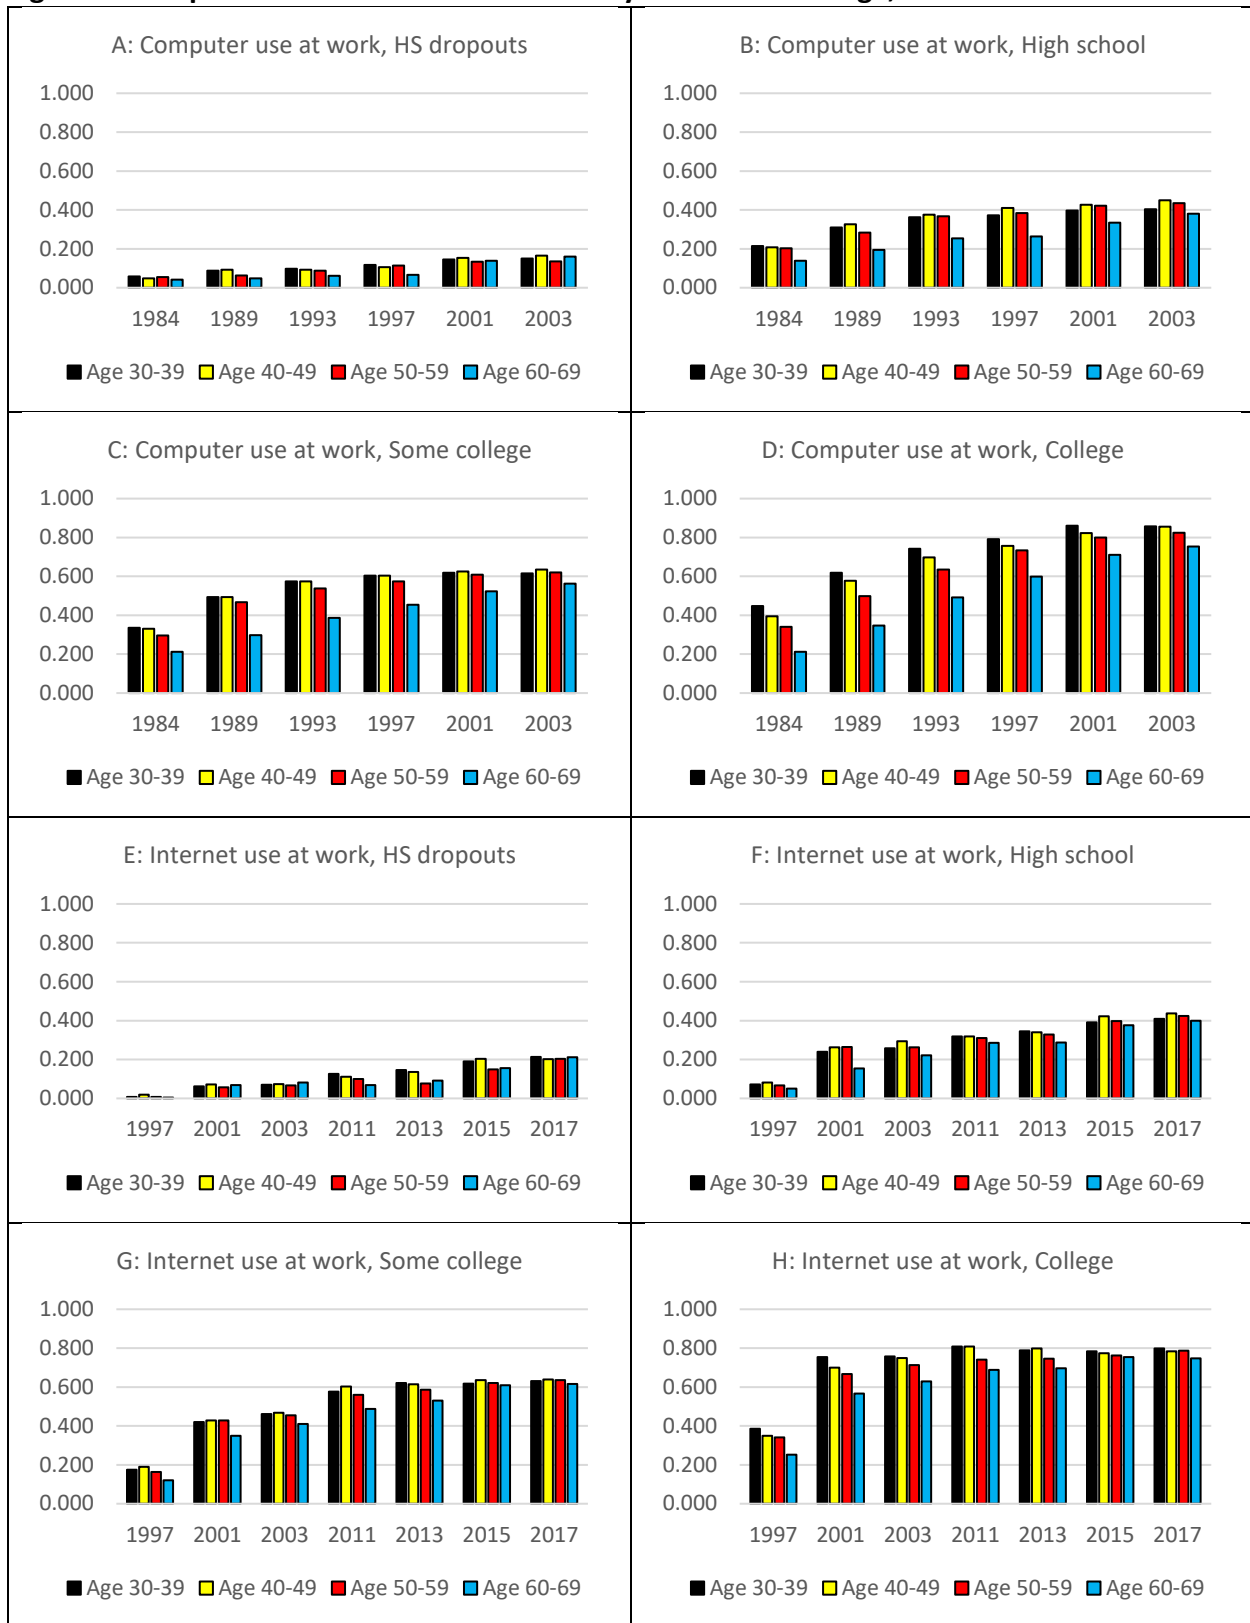 A: Computer use at work, HS dropouts
1.000
0.800
0.600
0.400
0.200
0.000
1984 1989 1993 1997 2001 2003
Age 30-39 Age 40-49 Age 50-59 Age 60-69
B: Computer use at work, High school
1.000
0.800
0.600
0.400
0.200
0.000
1984 1989 1993 1997 2001 2003
Age 30-39 Age 40-49 Age 50-59 Age 60-69
C: Computer use at work, Some college
1.000
0.800
0.600
0.400
0.200
0.000
1984 1989 1993 1997 2001 2003
Age 30-39 Age 40-49 Age 50-59 Age 60-69
D: Computer use at work, College
1.000
0.800
0.600
0.400
0.200
0.000
1984 1989 1993 1997 2001 2003
Age 30-39 Age 40-49 Age 50-59 Age 60-69
E: Internet use at work, HS dropouts
1.000
0.800
0.600
0.400
0.200
0.000
1997 2001 2003 2011 2013 2015 2017
Age 30-39 Age 40-49 Age 50-59 Age 60-69
F: Internet use at work, High school
1.000
0.800
0.600
0.400
0.200
0.000
1997 2001 2003 2011 2013 2015 2017
Age 30-39 Age 40-49 Age 50-59 Age 60-69
G: Internet use at work, Some college
1.000
0.800
0.600
0.400
0.200
0.000
1997 2001 2003 2011 2013 2015 2017
Age 30-39 Age 40-49 Age 50-59 Age 60-69
H: Internet use at work, College
1.000
0.800
0.600
0.400
0.200
0.000
1997 2001 2003 2011 2013 2015 2017
Age 30-39 Age 40-49 Age 50-59 Age 60-69